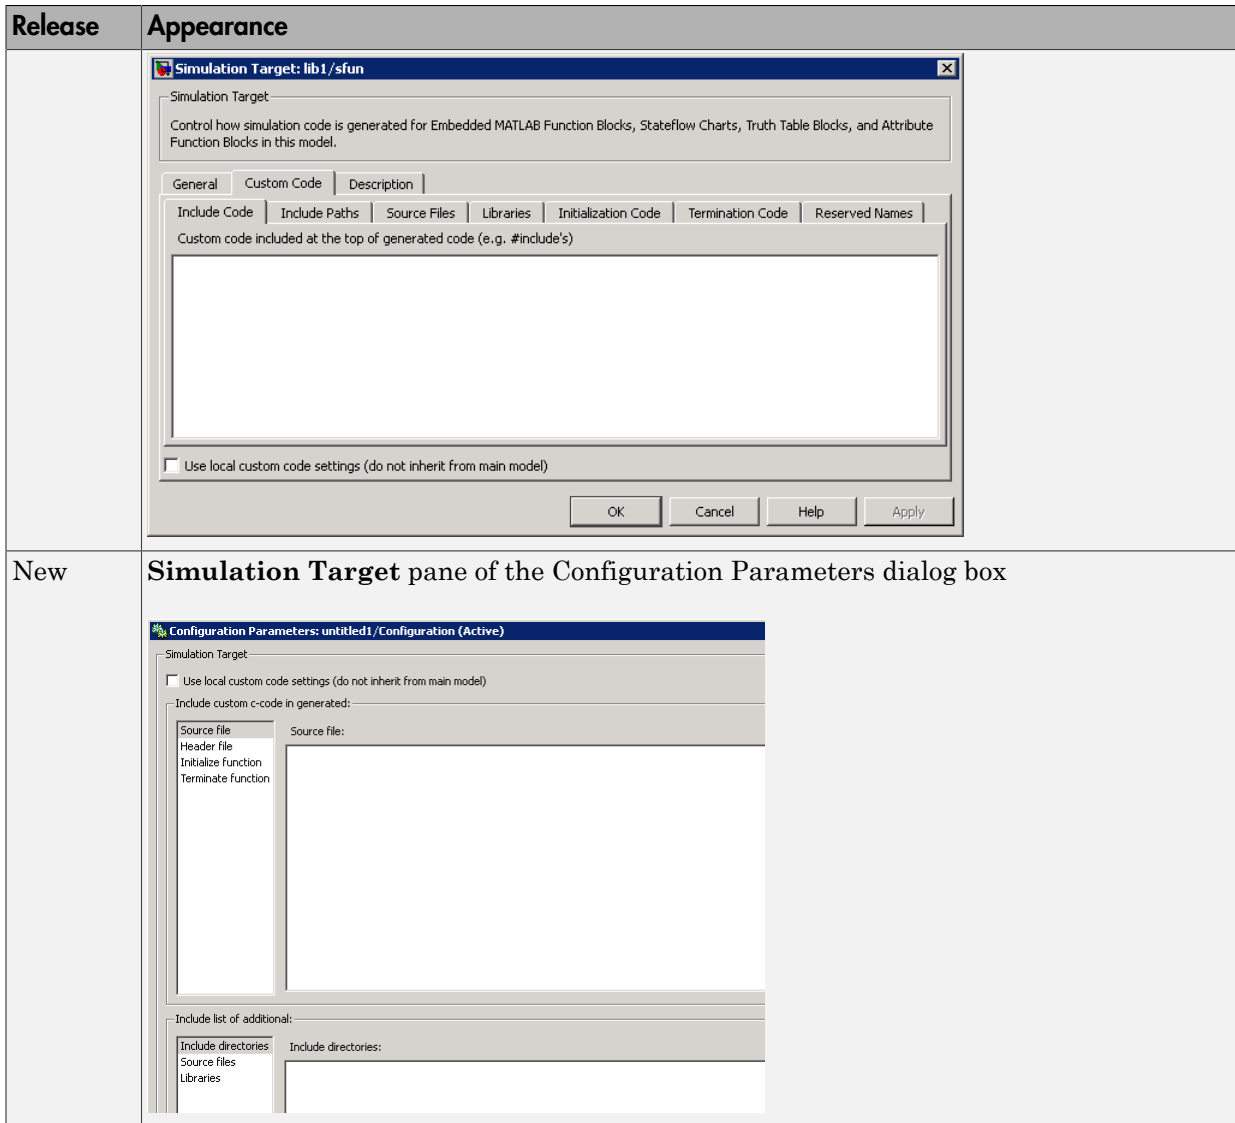 Release Appearance
Simulation Target: lib1/sfun
Simulation Target
Control how simulation code is generated for Embedded MATLAB Function Blocks, Stateflow Charts, Truth Table Blocks, and Attribute
Function Blocks in this model.
General Custom Code Description
Include Code Include Paths Source Files Libraries Initialization Code Termination Code Reserved Names
Custom code included at the top of generated code (e.g. #include's)
Use local custom code settings (do not inherit from main model)
OK Cancel Help Apply
New Simulation Target pane of the Configuration Parameters dialog box
Configuration Parameters: untitled1/Configuration (Active)
Simulation Target
Use local custom code settings (do not inherit from main model)
Include custom c-code in generated:
Source file Source file:
Header file
Initialize function
Terminate function
Include list of additional:
Include directories Include directories:
Source files
Libraries